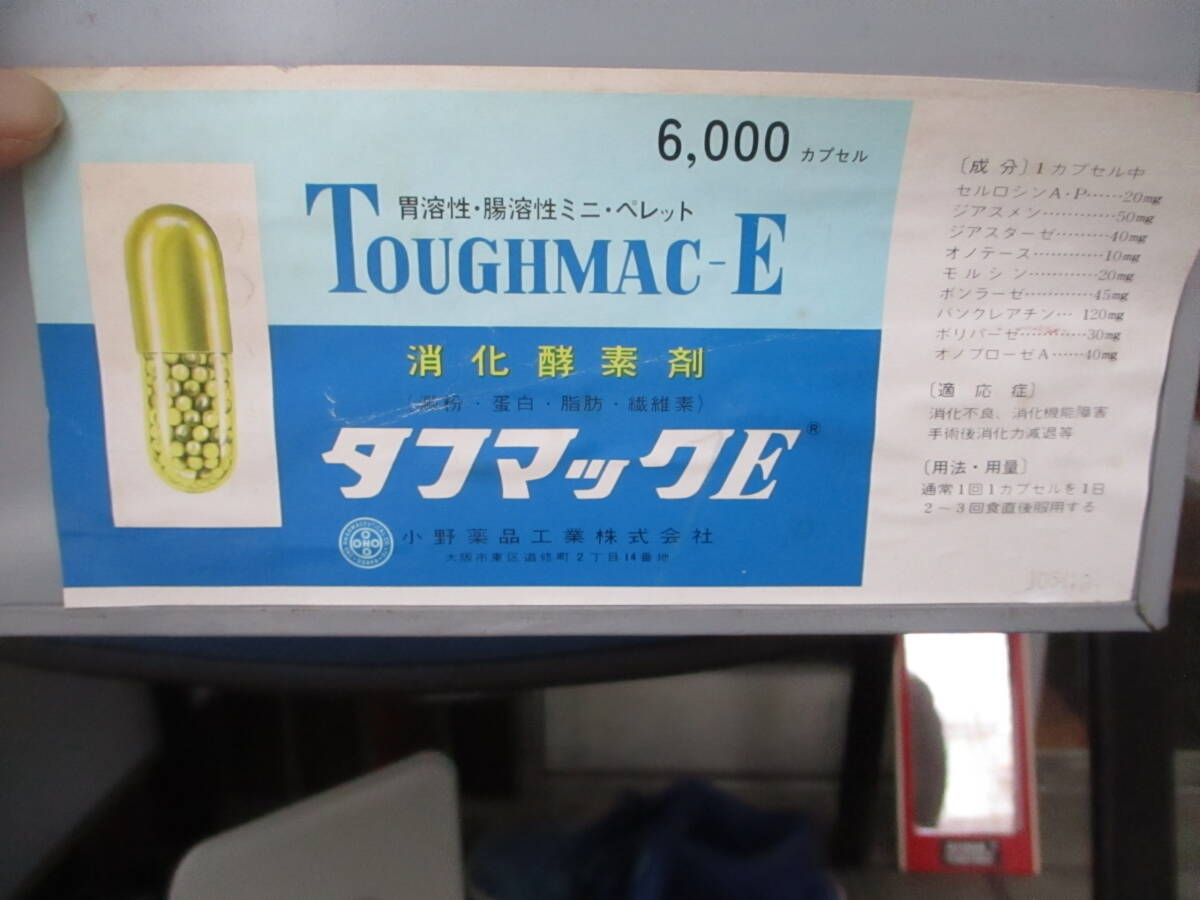 6,000 カプセル
胃溶性・腸溶性ミニ・ペレット
TOUGHMAC-E
消化酵素剤
(澱粉・蛋白・脂肪・繊維素)
タフマックE®
ONO
小野薬品工業株式会社
大阪市東区道修町2丁目14番地
〔成分〕1カプセル中
セルロシンA・P……20mg
ジアスメン…………50mg
ジアスターゼ………40mg
オノテース…………10mg
モルシン…………20mg
ボンラーゼ…………45mg
パンクレアチン… 120mg
ポリパーゼ…………30mg
オノプローゼA……40mg
〔適応症〕
消化不良、消化機能障害
手術後消化力減退等
〔用法・用量〕
通常1回1カプセルを1日
2～3回食直後服用する